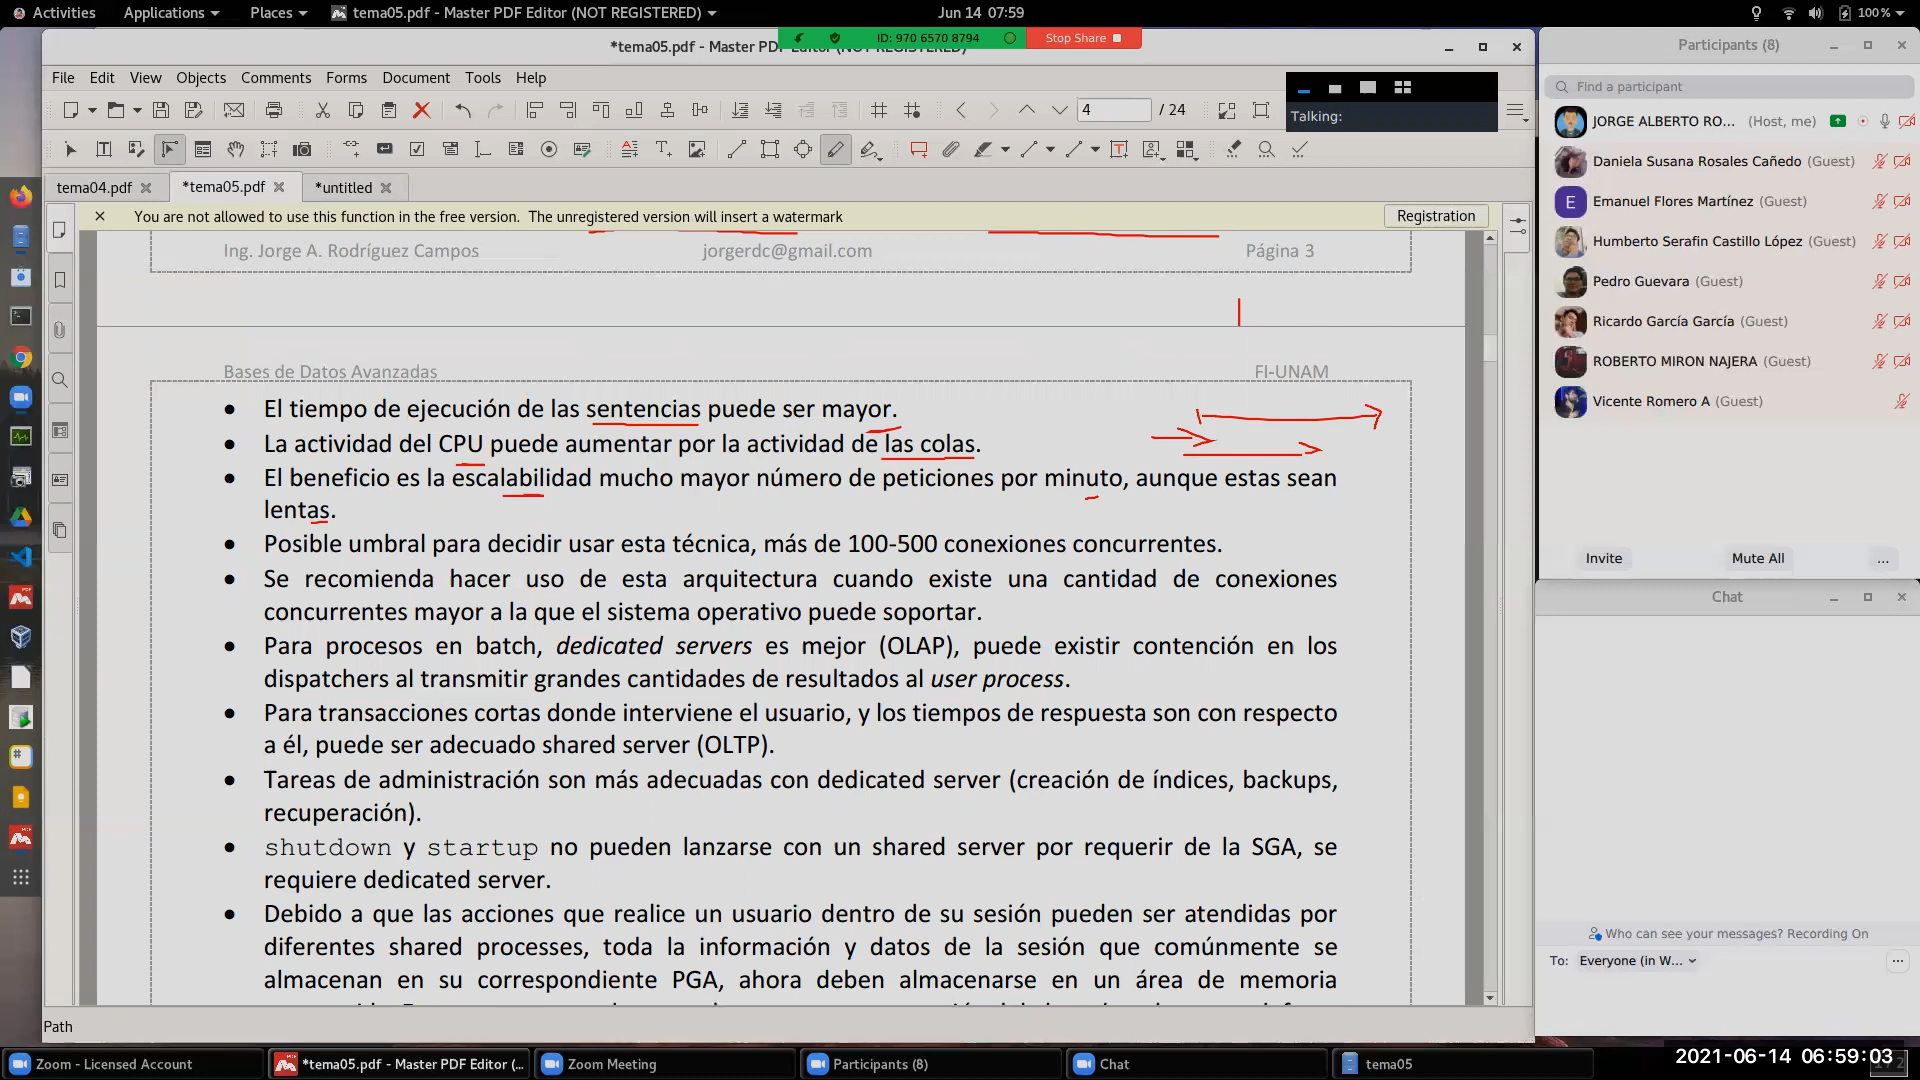 Activities Applications Places tema05.pdf - Master PDF Editor (NOT REGISTERED) Jun 14 07:59 100%
*tema05.pdf - Master PDF Editor (NOT REGISTERED)
ID: 970 6570 8794 Stop Share
File Edit View Objects Comments Forms Document Tools Help
4 / 24
Talking:
tema04.pdf *tema05.pdf *untitled
You are not allowed to use this function in the free version. The unregistered version will insert a watermark Registration
Ing. Jorge A. Rodríguez Campos jorgerdc@gmail.com Página 3
Bases de Datos Avanzadas FI-UNAM
• El tiempo de ejecución de las sentencias puede ser mayor.
• La actividad del CPU puede aumentar por la actividad de las colas.
• El beneficio es la escalabilidad mucho mayor número de peticiones por minuto, aunque estas sean
lentas.
• Posible umbral para decidir usar esta técnica, más de 100-500 conexiones concurrentes.
• Se recomienda hacer uso de esta arquitectura cuando existe una cantidad de conexiones
concurrentes mayor a la que el sistema operativo puede soportar.
• Para procesos en batch, dedicated servers es mejor (OLAP), puede existir contención en los
dispatchers al transmitir grandes cantidades de resultados al user process.
• Para transacciones cortas donde interviene el usuario, y los tiempos de respuesta son con respecto
a él, puede ser adecuado shared server (OLTP).
• Tareas de administración son más adecuadas con dedicated server (creación de índices, backups,
recuperación).
• shutdown y startup no pueden lanzarse con un shared server por requerir de la SGA, se
requiere dedicated server.
• Debido a que las acciones que realice un usuario dentro de su sesión pueden ser atendidas por
diferentes shared processes, toda la información y datos de la sesión que comúnmente se
almacenan en su correspondiente PGA, ahora deben almacenarse en un área de memoria
Path
Participants (8)
Find a participant
JORGE ALBERTO RO... (Host, me)
Daniela Susana Rosales Cañedo (Guest)
E Emanuel Flores Martínez (Guest)
Humberto Serafin Castillo López (Guest)
Pedro Guevara (Guest)
Ricardo García García (Guest)
ROBERTO MIRON NAJERA (Guest)
Vicente Romero A (Guest)
Invite Mute All ...
Chat
Who can see your messages? Recording On
To: Everyone (in W... ...
Zoom - Licensed Account *tema05.pdf - Master PDF Editor (... Zoom Meeting Participants (8) Chat tema05
2021-06-14 06:59:03